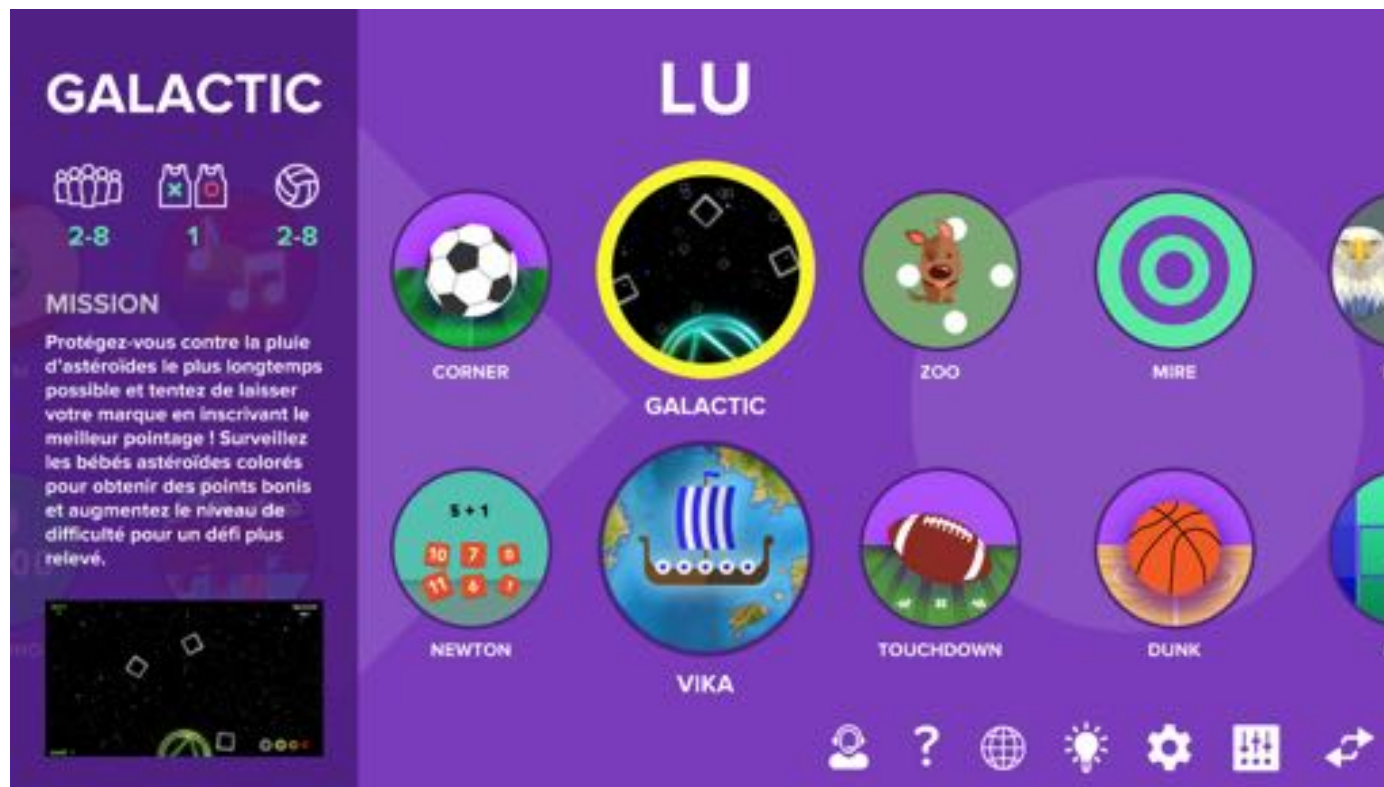 GALACTIC
2-8 1 2-8
MISSION
Protégez-vous contre la pluie
d'astéroïdes le plus longtemps
possible et tentez de laisser
votre marque en inscrivant le
meilleur pointage ! Surveillez
les bébés astéroïdes colorés
pour obtenir des points bonis
et augmentez le niveau de
difficulté pour un défi plus
relevé.
LU
CORNER
GALACTIC
ZOO
MIRE
5 + 1
10 7
11 6
NEWTON
VIKA
TOUCHDOWN
DUNK
?